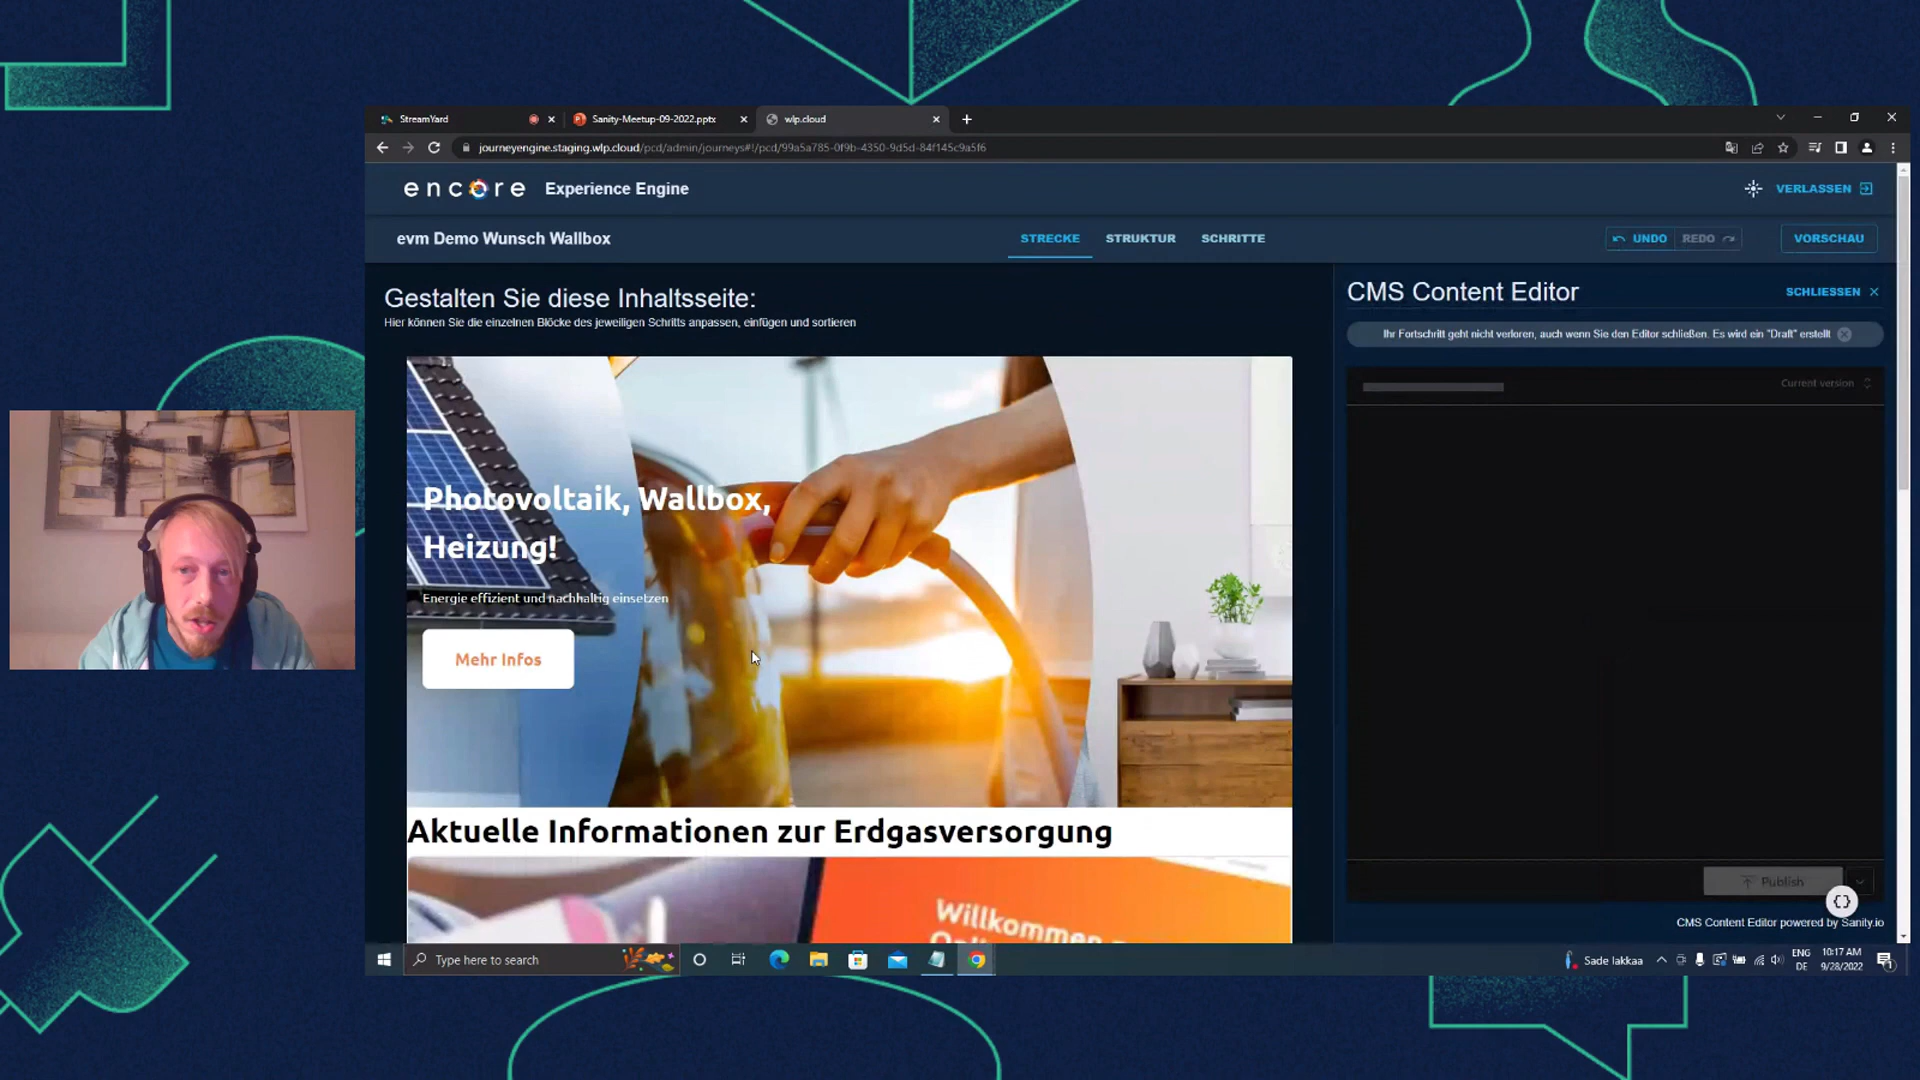 StreamYard
Sanity-Meetup-09-2022.pptx
wlp.cloud
journeyengine.staging.wlp.cloud/pcd/admin/journeys#!/pcd/99a5a785-0f9b-4350-9d5d-84f145c9a5f6
encore
Experience Engine
VERLASSEN
evm Demo Wunsch Wallbox
STRECKE
STRUKTUR
SCHRITTE
UNDO
REDO
VORSCHAU
Gestalten Sie diese Inhaltsseite:
Hier können Sie die einzelnen Blöcke des jeweiligen Schritts anpassen, einfügen und sortieren
CMS Content Editor
SCHLIESSEN
Ihr Fortschritt geht nicht verloren, auch wenn Sie den Editor schließen. Es wird ein "Draft" erstellt
Current version
Photovoltaik, Wallbox,
Heizung!
Energie effizient und nachhaltig einsetzen
Mehr Infos
Aktuelle Informationen zur Erdgasversorgung
Willkommen
Publish
CMS Content Editor powered by Sanity.io
Type here to search
Sade lakkaa
ENG
DE
10:17 AM
9/28/2022
1